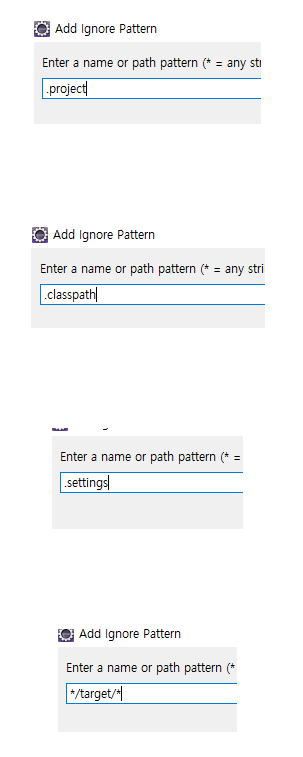 Add Ignore Pattern
Enter a name or path pattern (* = any str
.project
Add Ignore Pattern
Enter a name or path pattern (* = any stri
.classpath
Enter a name or path pattern (* =
.settings
Add Ignore Pattern
Enter a name or path pattern (*
*/target/*